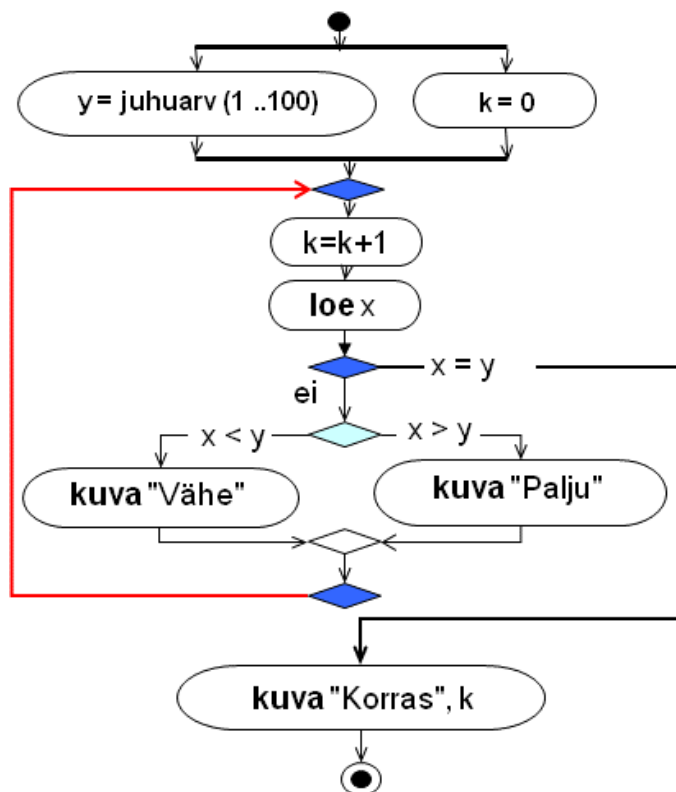 y = juhuarv (1 ..100)
k = 0
k=k+1
loe x
x = y
ei
x < y
x > y
kuva "Vähe"
kuva "Palju"
kuva "Korras", k